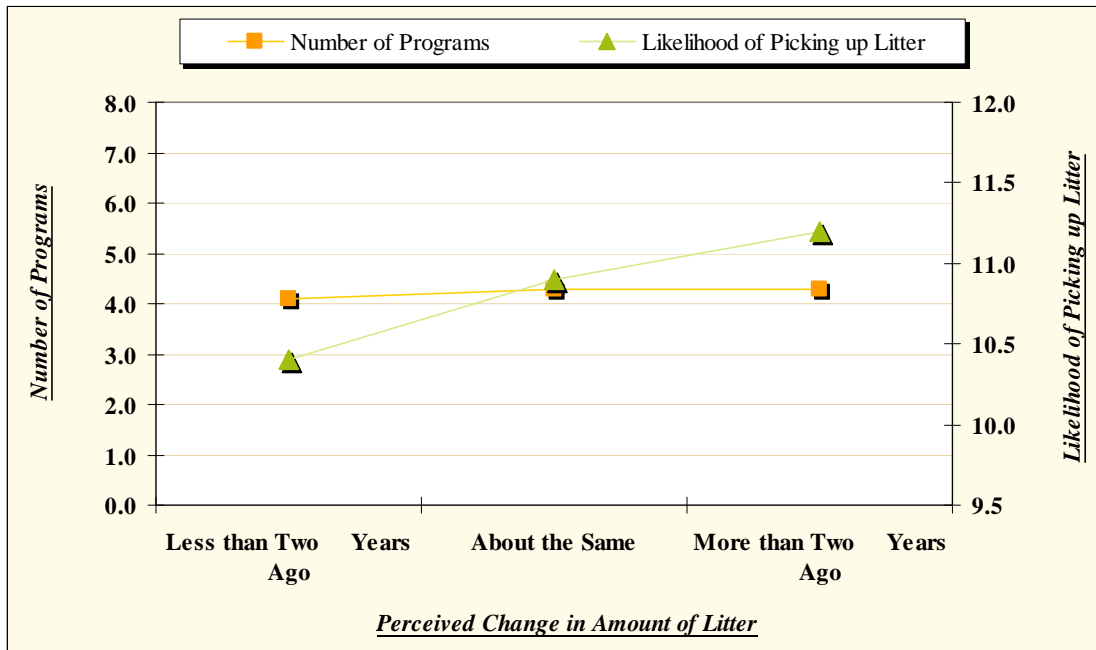 Number of Programs
Likelihood of Picking up Litter
8.0
7.0
6.0
5.0
4.0
3.0
2.0
1.0
0.0
Number of Programs
12.0
11.5
11.0
10.5
10.0
9.5
Likelihood of Picking up Litter
Less than Two Years
Ago
About the Same
More than Two Years
Ago
Perceived Change in Amount of Litter